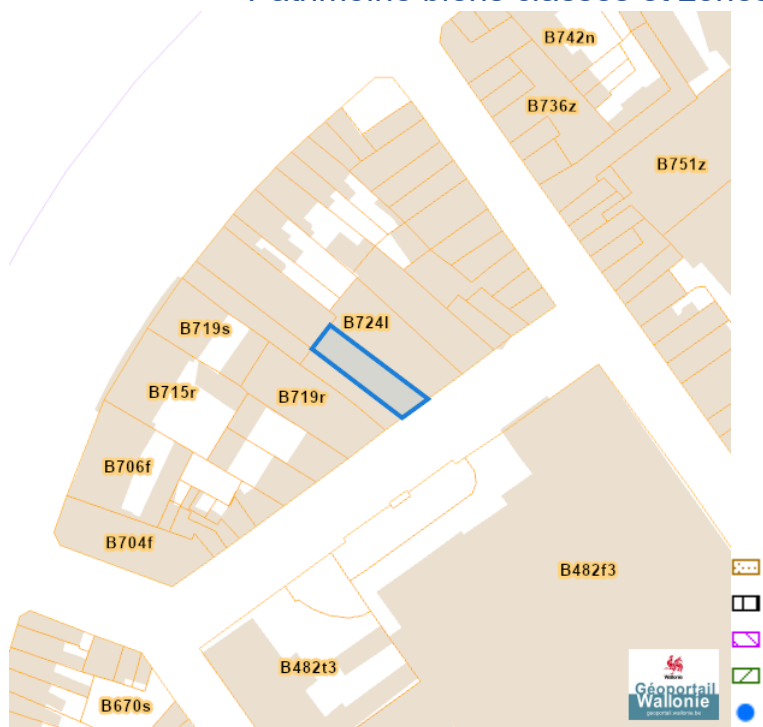 B742n
B736z
B751z
B724l
B719s
B715r
B719r
B706f
B704f
B482f3
B482t3
B670s
Wallonie
Géoportail
Wallonie
geoportail.wallonie.be